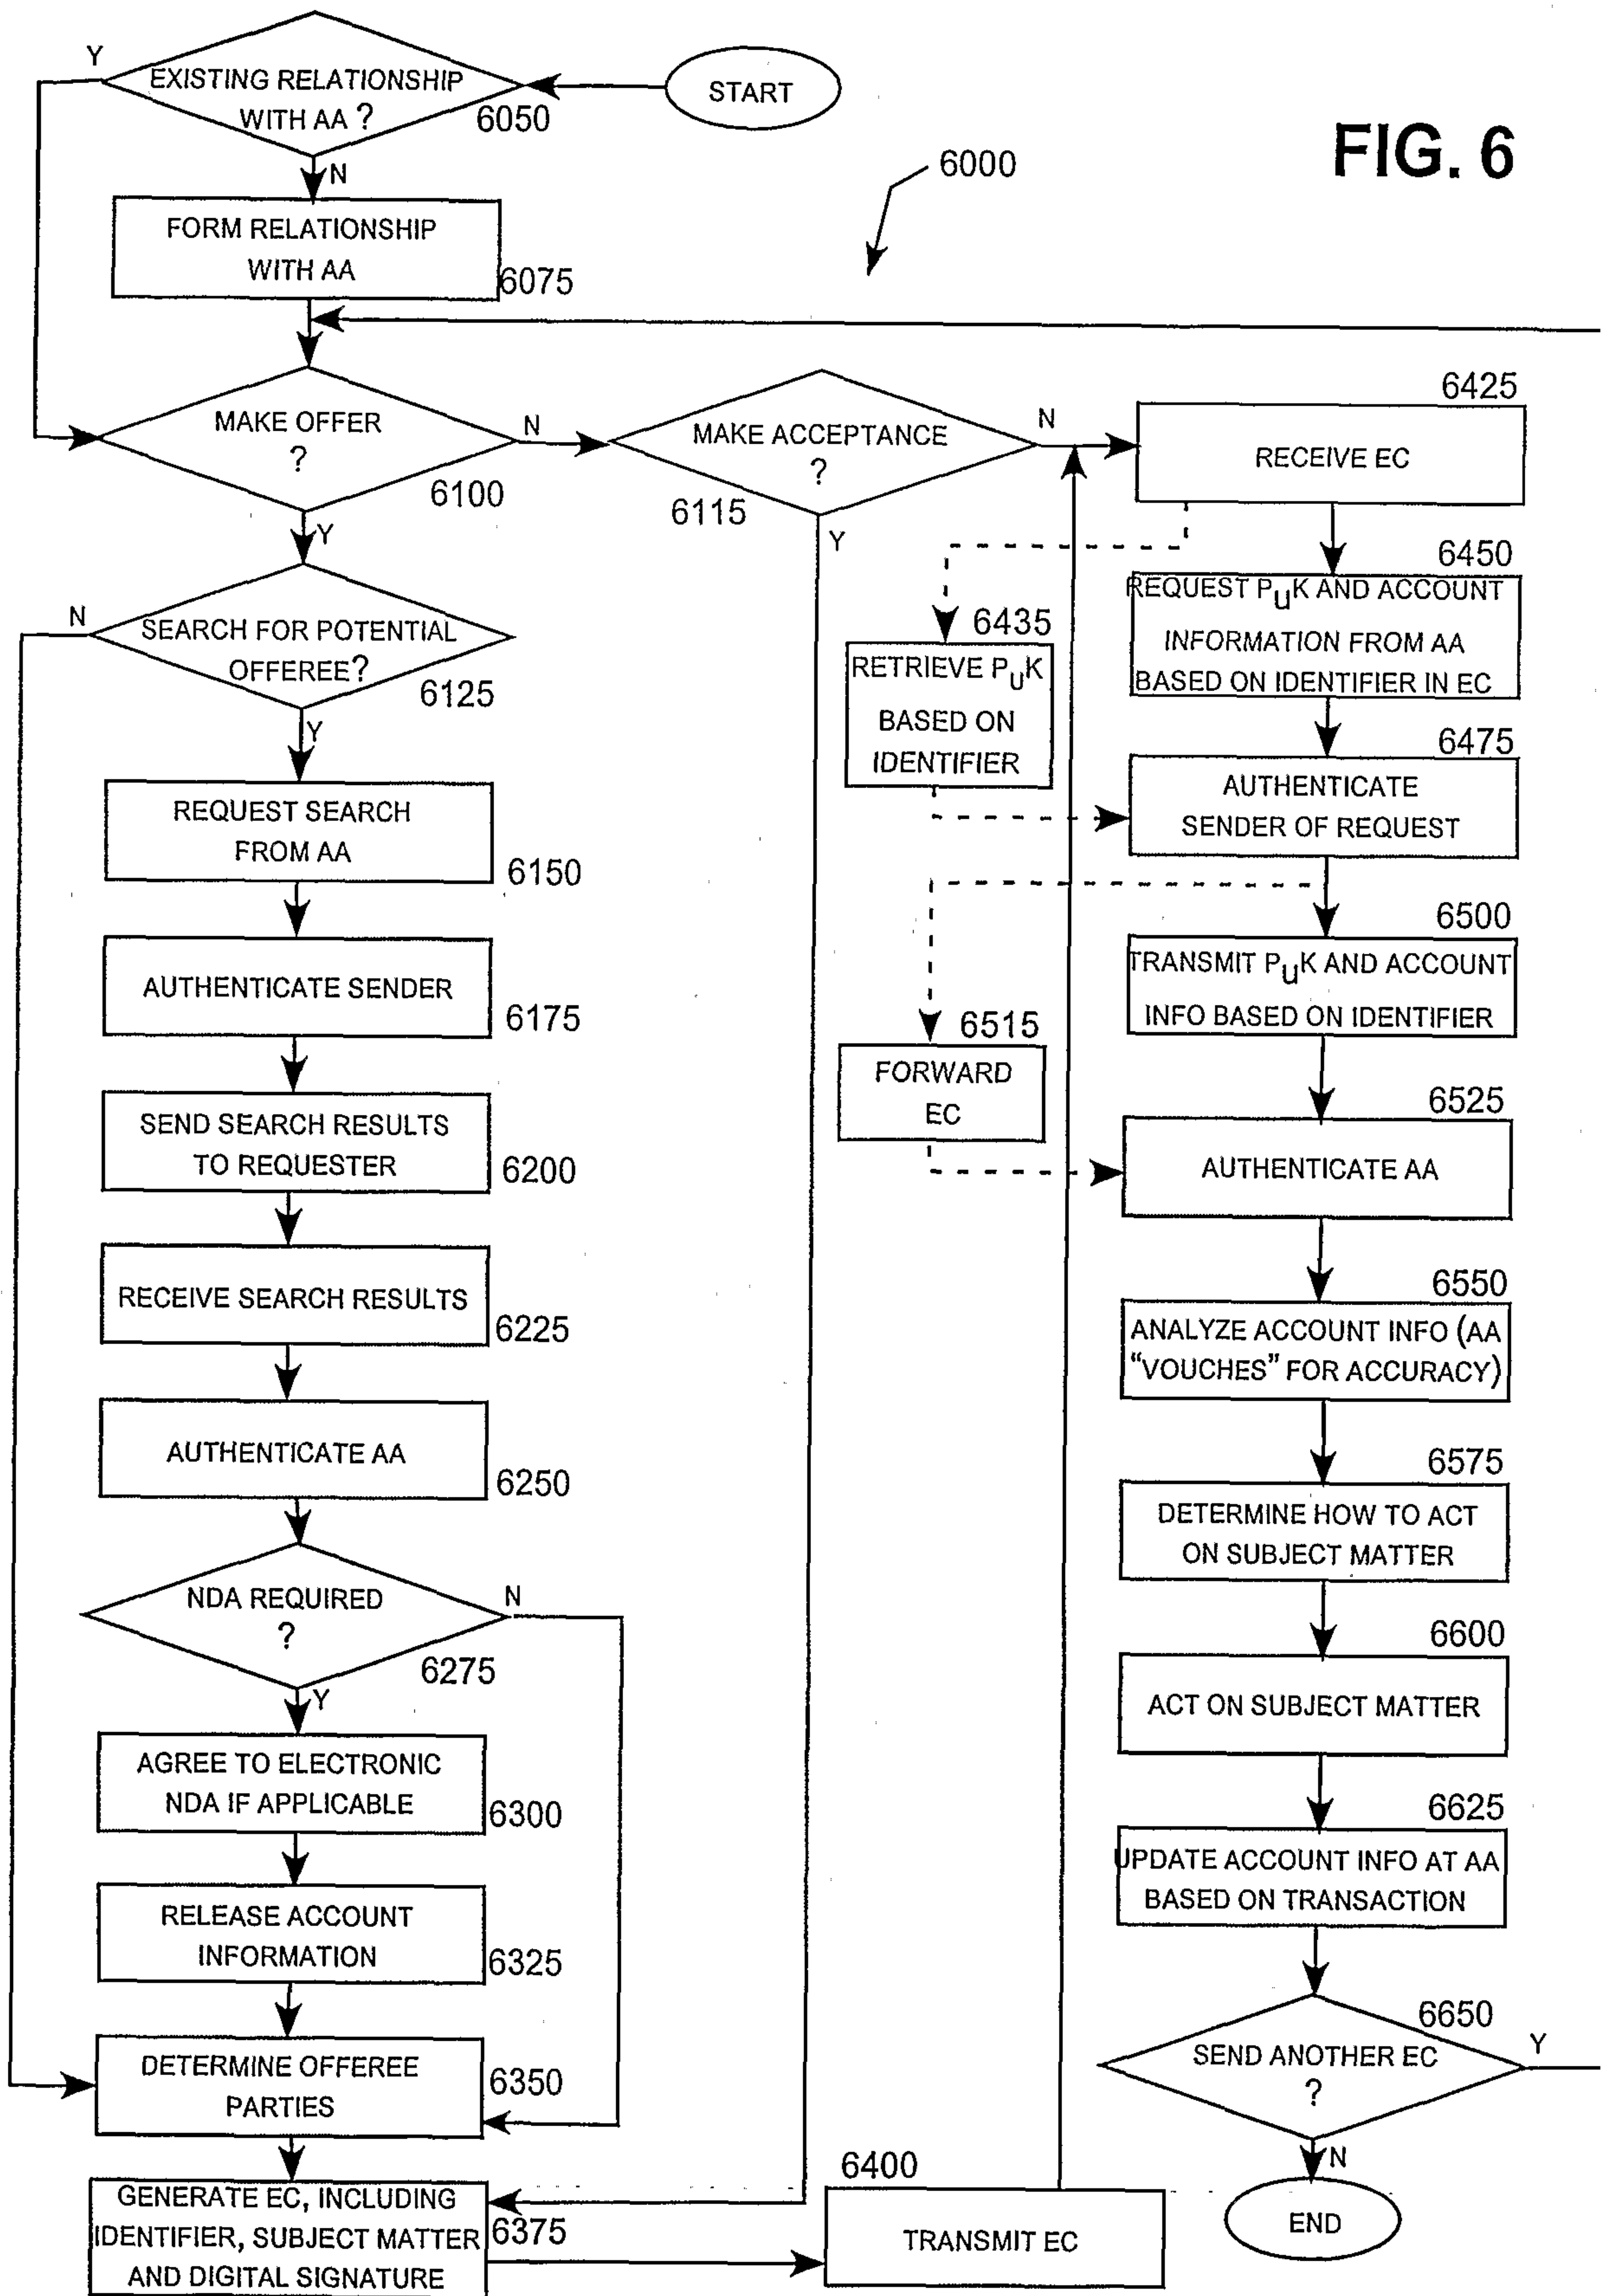 FIG. 6
START
Y
EXISTING RELATIONSHIP
WITH AA ?
6050
N
6000
FORM RELATIONSHIP
WITH AA
6075
MAKE OFFER
?
6100
N
Y
MAKE ACCEPTANCE
?
6115
N
Y
SEARCH FOR POTENTIAL
OFFEREE?
6125
N
Y
REQUEST SEARCH
FROM AA
6150
AUTHENTICATE SENDER
6175
SEND SEARCH RESULTS
TO REQUESTER
6200
RECEIVE SEARCH RESULTS
6225
AUTHENTICATE AA
6250
NDA REQUIRED
?
6275
N
Y
AGREE TO ELECTRONIC
NDA IF APPLICABLE
6300
RELEASE ACCOUNT
INFORMATION
6325
DETERMINE OFFEREE
PARTIES
6350
GENERATE EC, INCLUDING
IDENTIFIER, SUBJECT MATTER
AND DIGITAL SIGNATURE
6375
6400
TRANSMIT EC
6425
RECEIVE EC
6435
RETRIEVE PUK
BASED ON
IDENTIFIER
6450
REQUEST PUK AND ACCOUNT
INFORMATION FROM AA
BASED ON IDENTIFIER IN EC
6475
AUTHENTICATE
SENDER OF REQUEST
6500
TRANSMIT PUK AND ACCOUNT
INFO BASED ON IDENTIFIER
6515
FORWARD
EC
6525
AUTHENTICATE AA
6550
ANALYZE ACCOUNT INFO (AA
“VOUCHES” FOR ACCURACY)
6575
DETERMINE HOW TO ACT
ON SUBJECT MATTER
6600
ACT ON SUBJECT MATTER
6625
UPDATE ACCOUNT INFO AT AA
BASED ON TRANSACTION
6650
SEND ANOTHER EC
?
Y
N
END